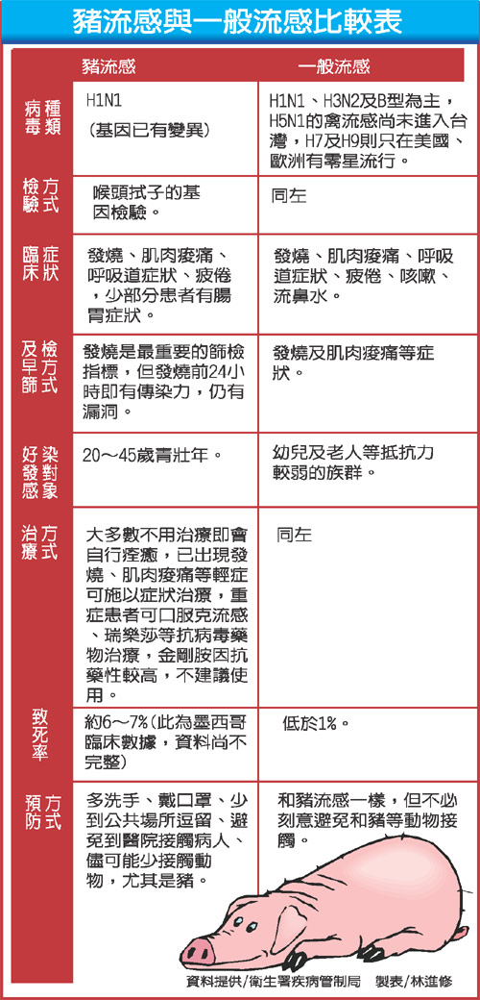 豬流感與一般流感比較表
豬流感
一般流感
病毒種類
H1N1
(基因已有變異)
H1N1、H3N2及B型為主，
H5N1的禽流感尚未進入台
灣，H7及H9則只在美國、
歐洲有零星流行。
檢驗方式
喉頭拭子的基
因檢驗。
同左
臨床症狀
發燒、肌肉痠痛、
呼吸道症狀、疲倦
，少部分患者有腸
胃症狀。
發燒、肌肉痠痛、呼吸
道症狀、疲倦、咳嗽、
流鼻水。
及早篩檢方式
發燒是最重要的篩檢
指標，但發燒前24小
時即有傳染力，仍有
漏洞。
發燒及肌肉痠痛等症
狀。
好發感染對象
20～45歲青壯年。
幼兒及老人等抵抗力
較弱的族群。
治療方式
大多數不用治療即會
自行痊癒，已出現發
燒、肌肉痠痛等輕症
可施以症狀治療，重
症患者可口服克流感
、瑞樂莎等抗病毒藥
物治療，金剛胺因抗
藥性較高，不建議使
用。
同左
致死率
約6～7%(此為墨西哥
臨床數據，資料尚不
完整)
低於1%。
預防方式
多洗手、戴口罩、少
到公共場所逗留、避
免到醫院接觸病人、
儘可能少接觸動
物，尤其是豬。
和豬流感一樣，但不必
刻意避免和豬等動物接
觸。
資料提供/衛生署疾病管制局　製表/林進修